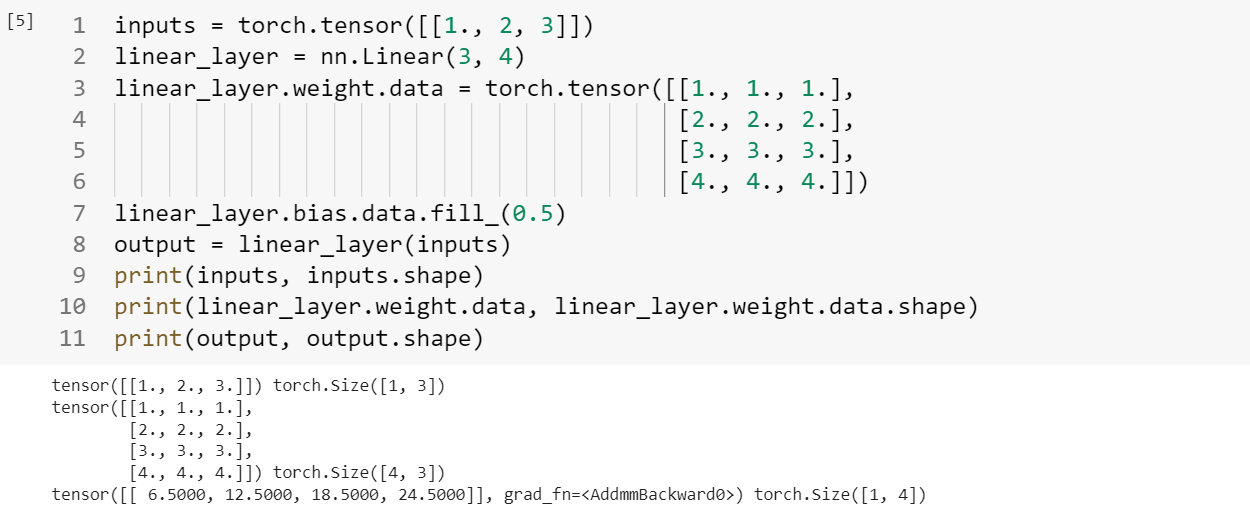 [5] 1 inputs = torch.tensor([[1., 2, 3]])
2 linear_layer = nn.Linear(3, 4)
3 linear_layer.weight.data = torch.tensor([[1., 1., 1.],
4 [2., 2., 2.],
5 [3., 3., 3.],
6 [4., 4., 4.]])
7 linear_layer.bias.data.fill_(0.5)
8 output = linear_layer(inputs)
9 print(inputs, inputs.shape)
10 print(linear_layer.weight.data, linear_layer.weight.data.shape)
11 print(output, output.shape)
tensor([[1., 2., 3.]]) torch.Size([1, 3])
tensor([[1., 1., 1.],
[2., 2., 2.],
[3., 3., 3.],
[4., 4., 4.]]) torch.Size([4, 3])
tensor([[ 6.5000, 12.5000, 18.5000, 24.5000]], grad_fn=<AddmmBackward0>) torch.Size([1, 4])